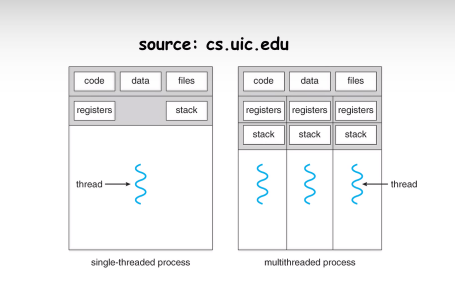 source: cs.uic.edu
code data files
registers stack
thread
single-threaded process
code data files
registers registers registers
stack stack stack
thread
multithreaded process